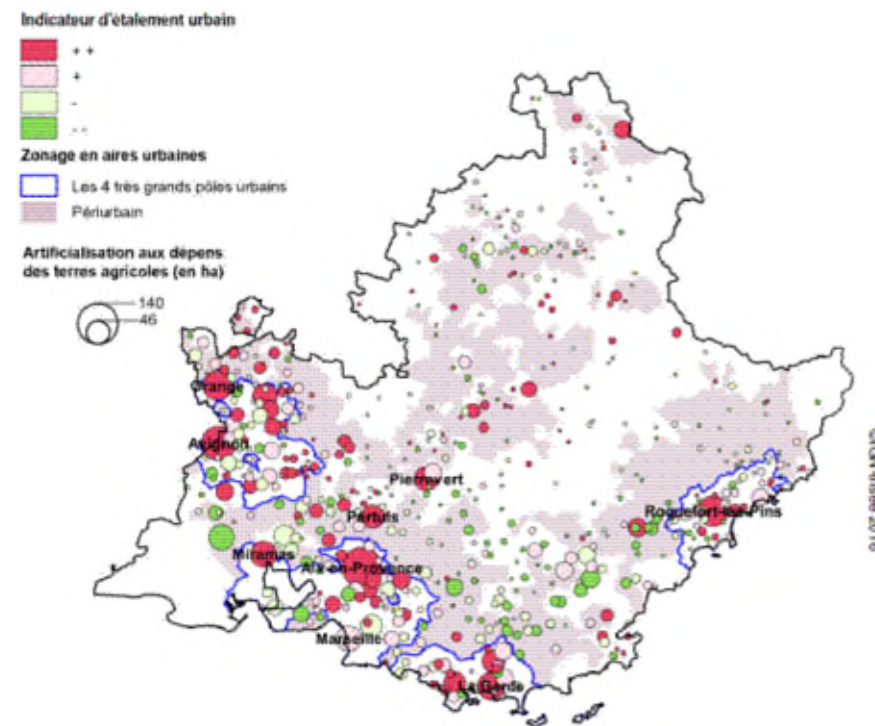 Indicateur d'étalement urbain
+ +
+
-
- -
Zonage en aires urbaines
Les 4 très grands pôles urbains
Périurbain
Artificialisation aux dépens
des terres agricoles (en ha)
140
46
Orange
Avignon
Pierrevert
Pertuis
Roquefort-les-Pins
Miramas
Aix-en-Provence
Marseille
La Garde